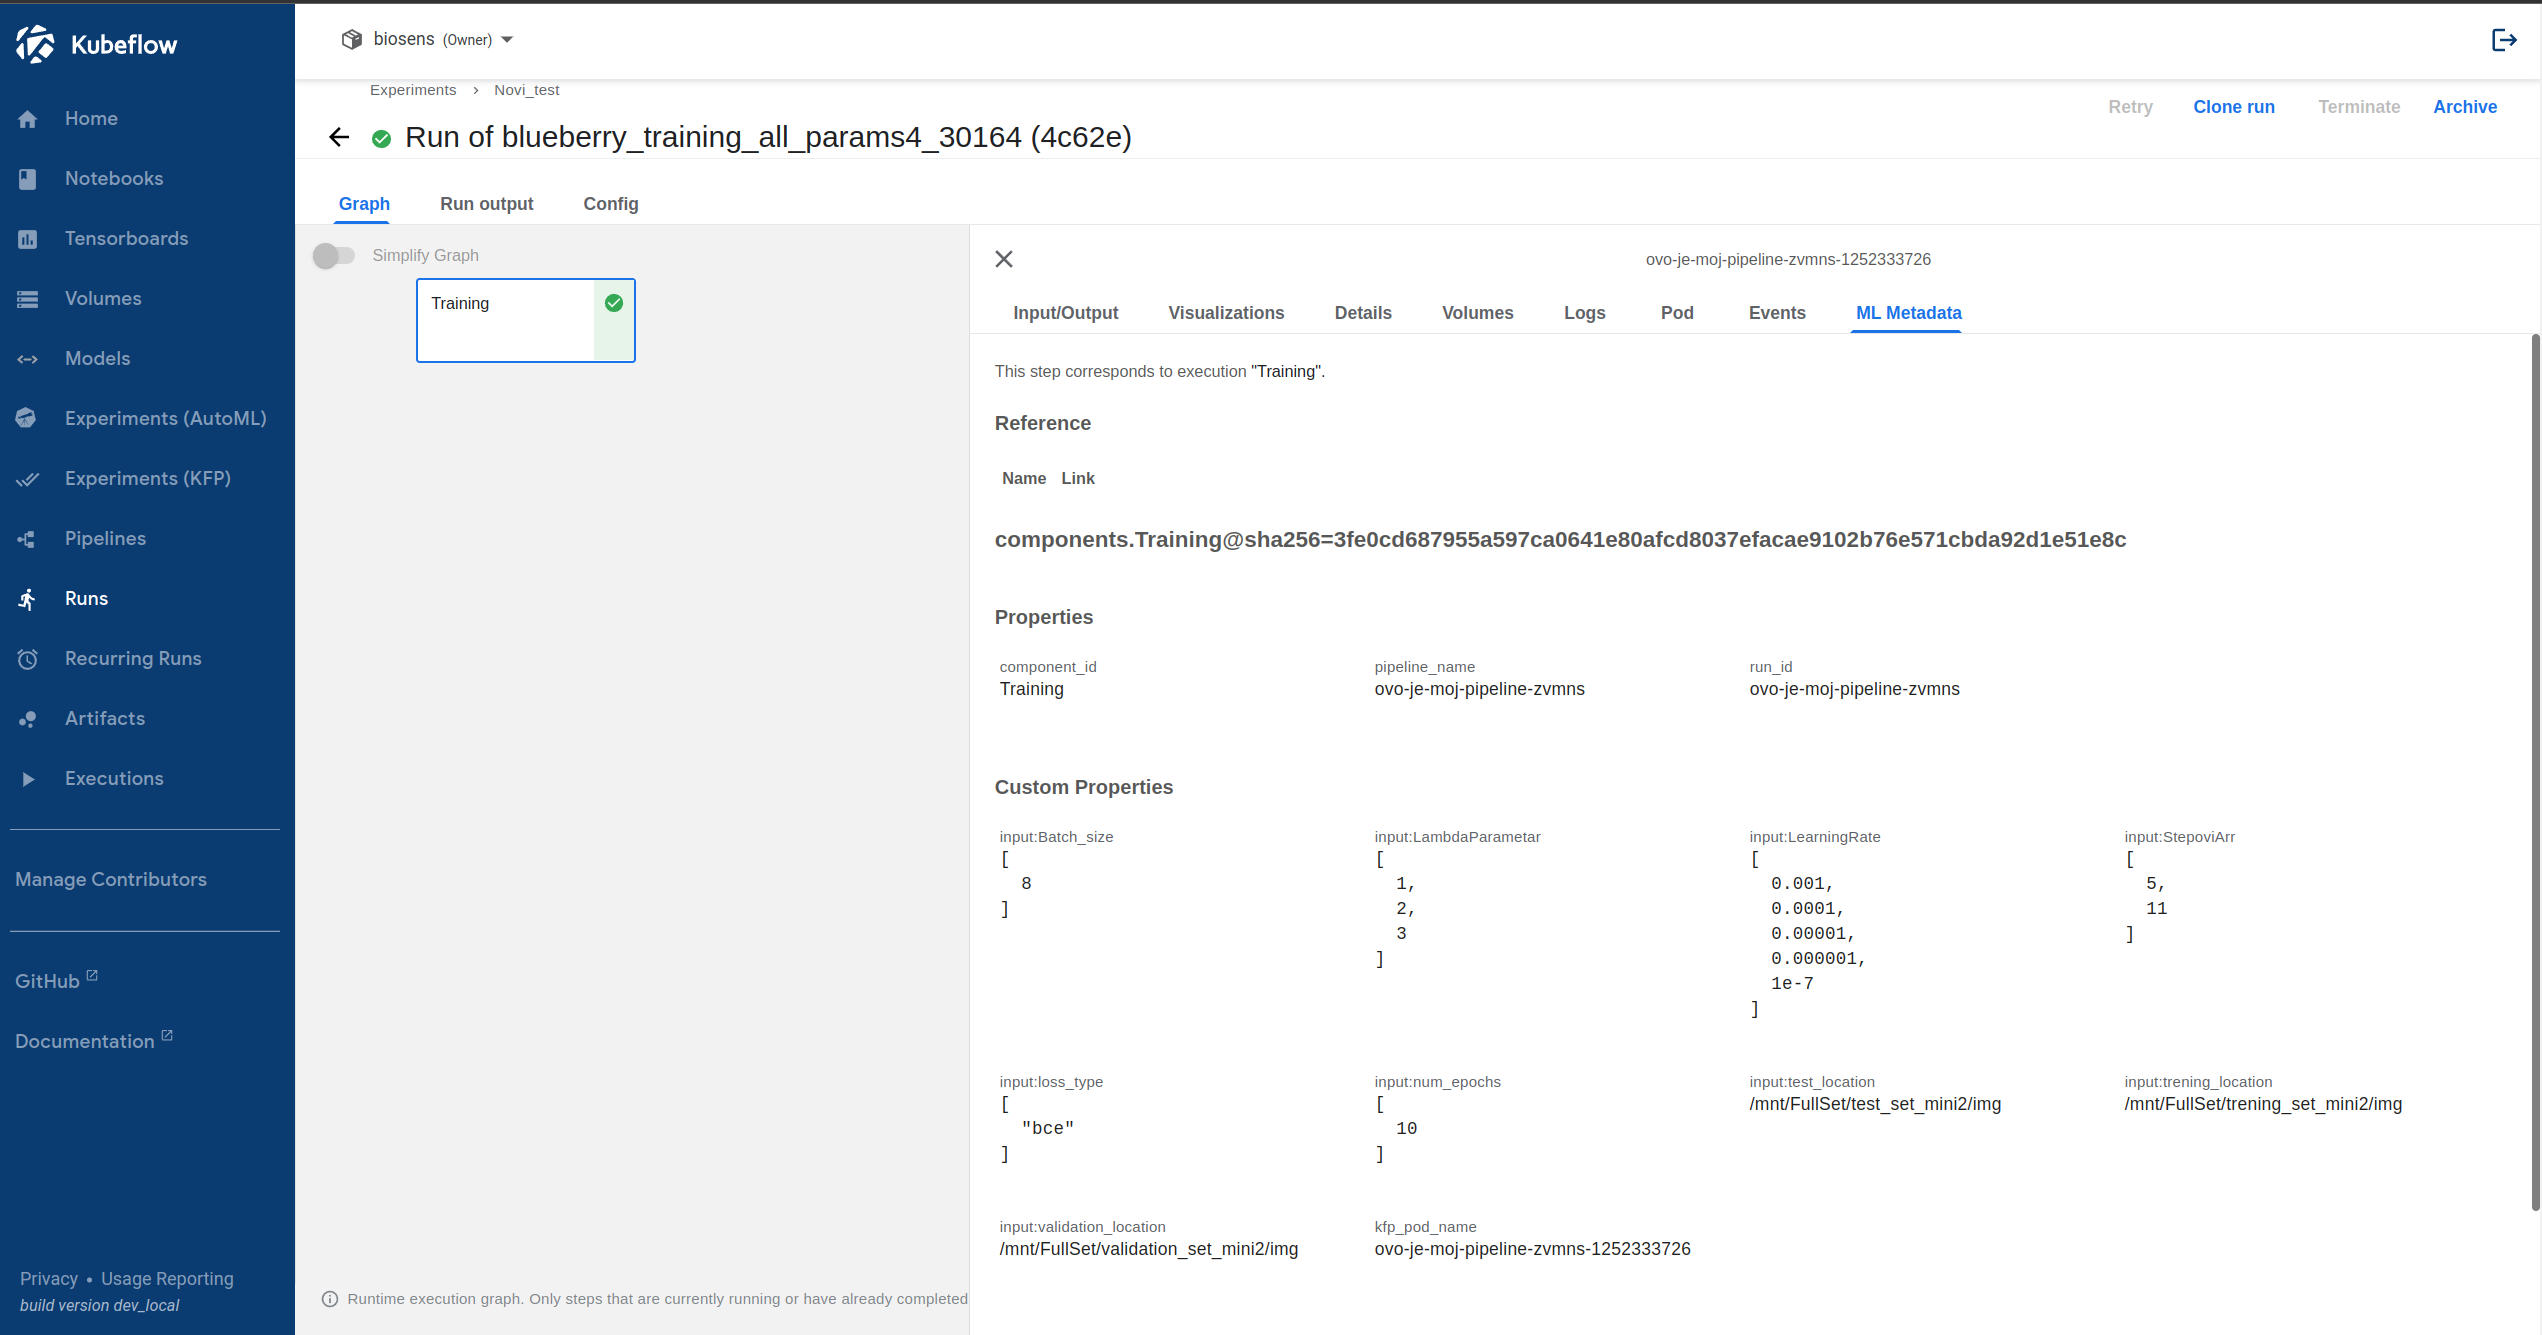 Kubeflow
Home
Notebooks
Tensorboards
Volumes
Models
Experiments (AutoML)
Experiments (KFP)
Pipelines
Runs
Recurring Runs
Artifacts
Executions
Manage Contributors
GitHub
Documentation
Privacy • Usage Reporting
build version dev_local
biosens (Owner)
Experiments > Novi_test
Run of blueberry_training_all_params4_30164 (4c62e)
Retry Clone run Terminate Archive
Graph Run output Config
Simplify Graph
Training
Runtime execution graph. Only steps that are currently running or have already completed
ovo-je-moj-pipeline-zvmns-1252333726
Input/Output Visualizations Details Volumes Logs Pod Events ML Metadata
This step corresponds to execution "Training".
Reference
Name Link
components.Training@sha256=3fe0cd687955a597ca0641e80afcd8037efacae9102b76e571cbda92d1e51e8c
Properties
component_id
Training
pipeline_name
ovo-je-moj-pipeline-zvmns
run_id
ovo-je-moj-pipeline-zvmns
Custom Properties
input:Batch_size
[
8
]
input:LambdaParametar
[
1,
2,
3
]
input:LearningRate
[
0.001,
0.0001,
0.00001,
0.000001,
1e-7
]
input:StepoviArr
[
5,
11
]
input:loss_type
[
"bce"
]
input:num_epochs
[
10
]
input:test_location
/mnt/FullSet/test_set_mini2/img
input:trening_location
/mnt/FullSet/trening_set_mini2/img
input:validation_location
/mnt/FullSet/validation_set_mini2/img
kfp_pod_name
ovo-je-moj-pipeline-zvmns-1252333726